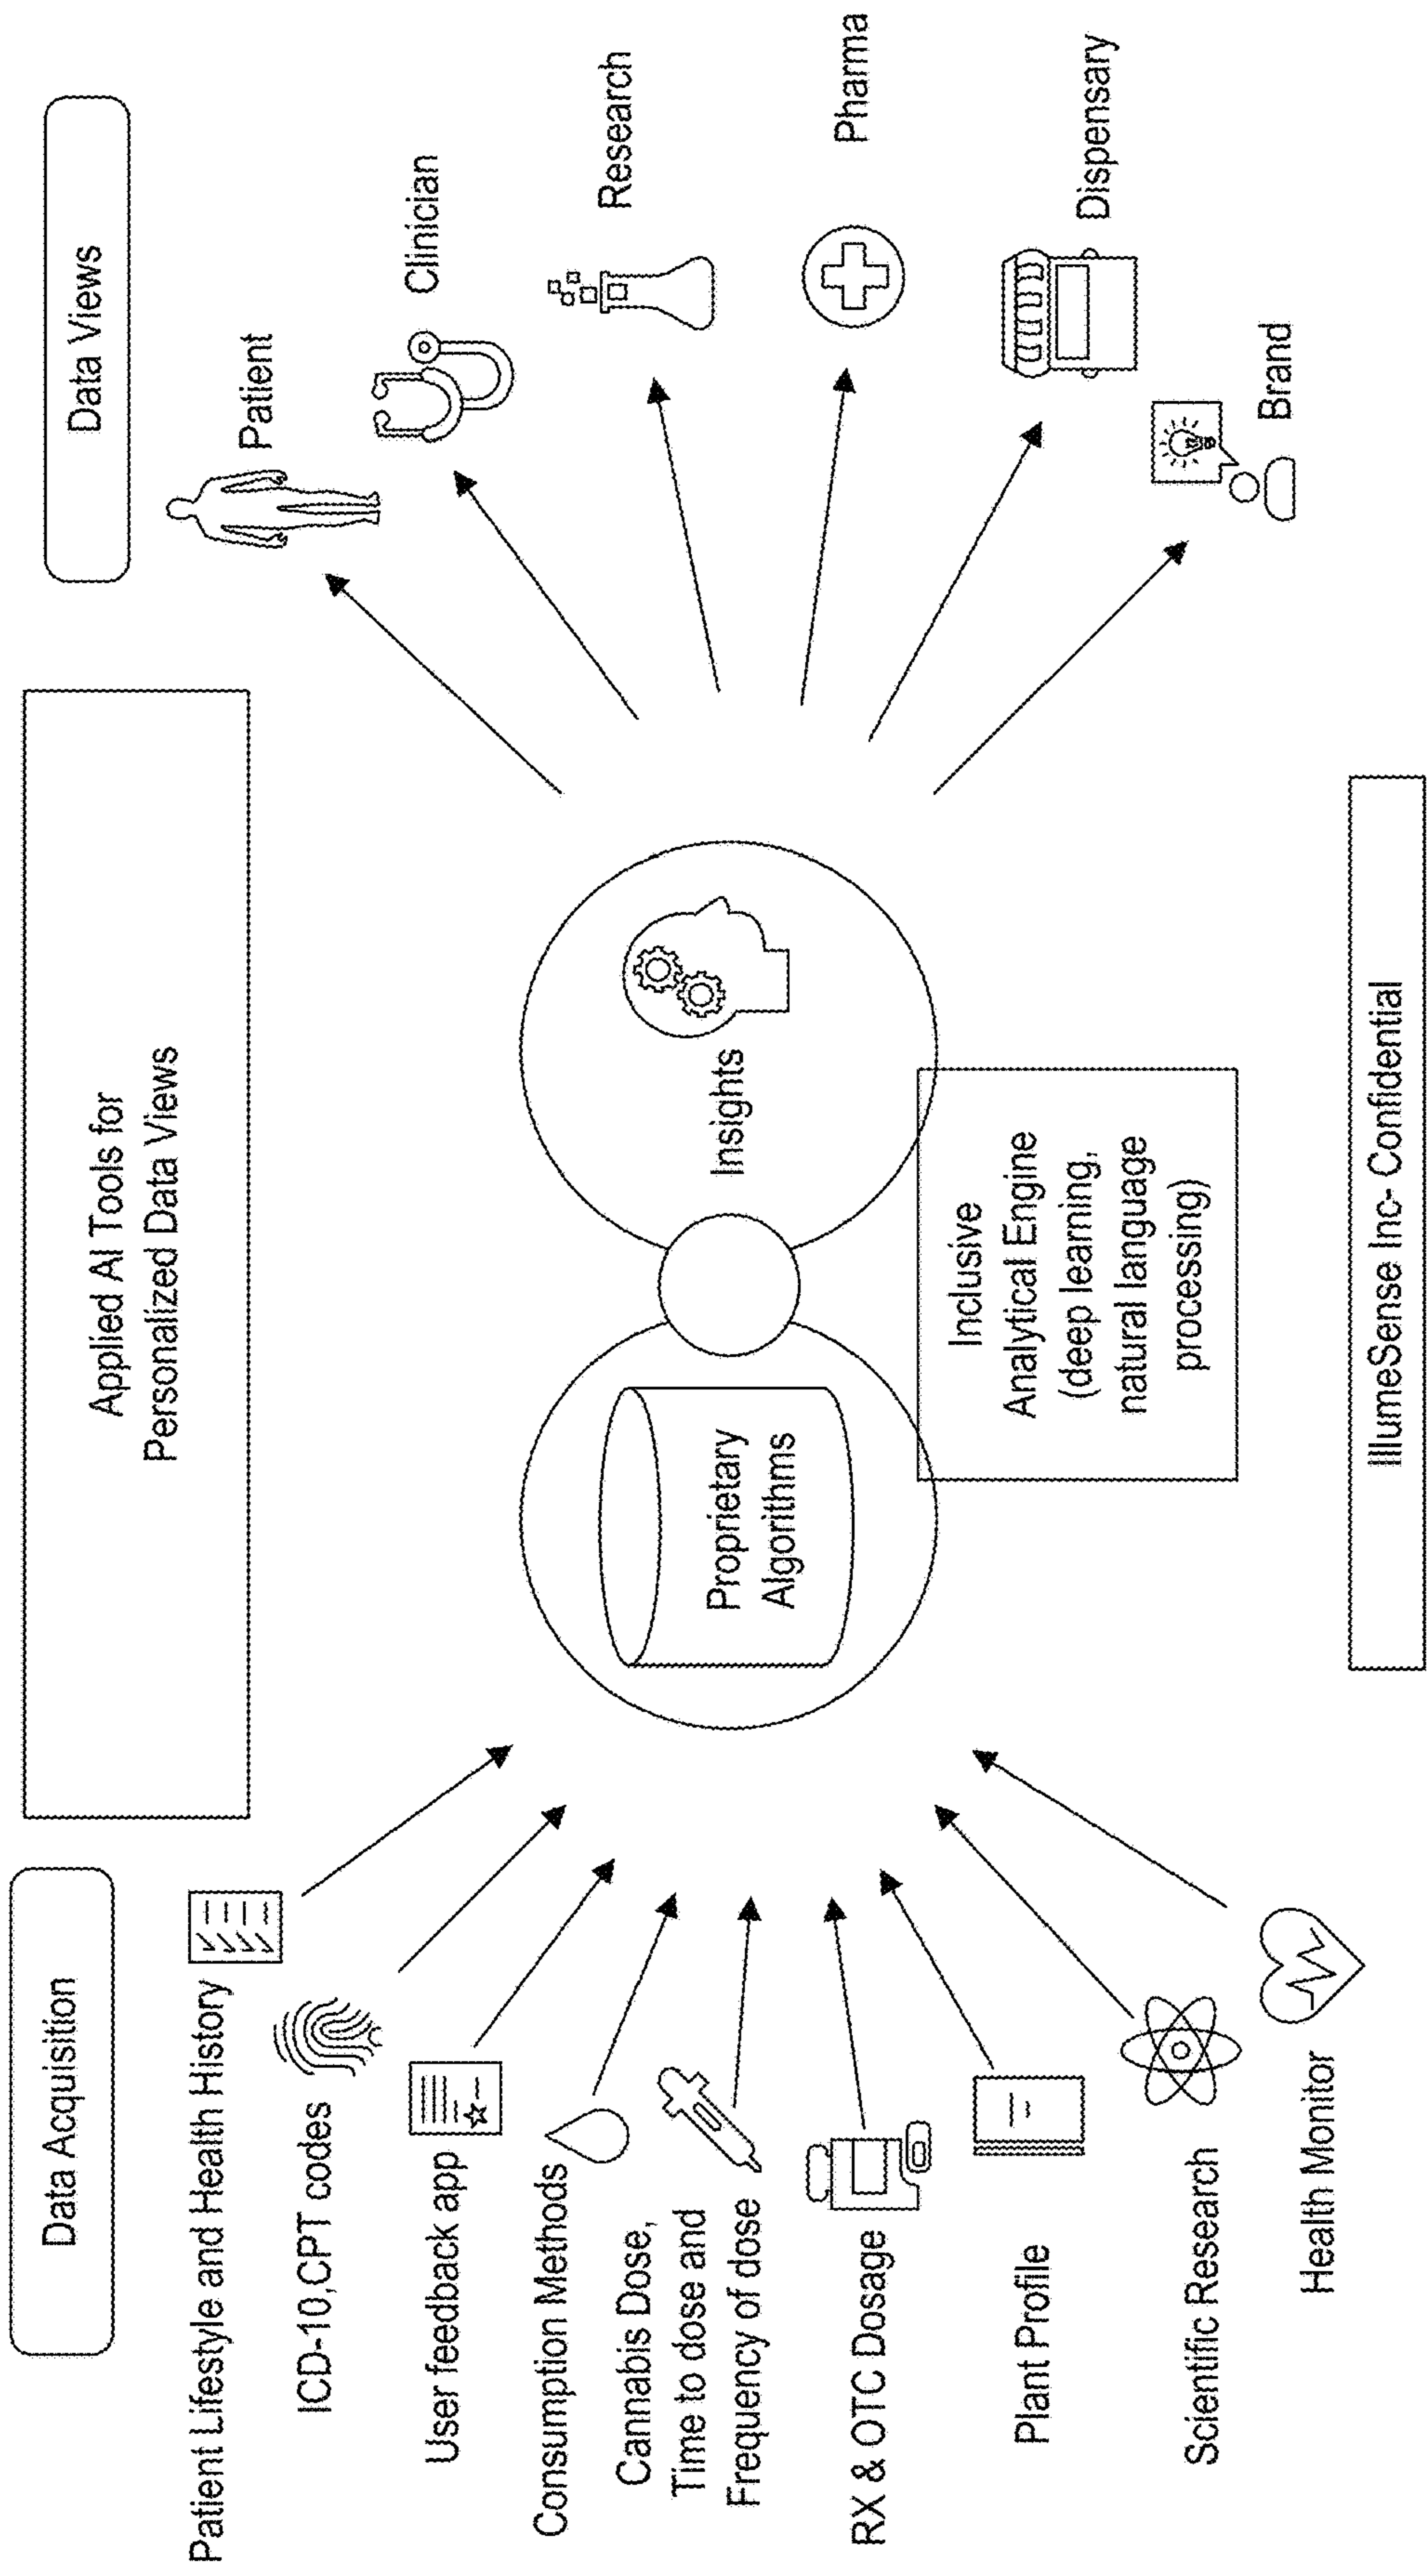 Data Acquisition
Patient Lifestyle and Health History
ICD-10,CPT codes
User feedback app
Consumption Methods
Cannabis Dose,
Time to dose and
Frequency of dose
RX & OTC Dosage
Plant Profile
Scientific Research
Health Monitor
Applied AI Tools for
Personalized Data Views
Proprietary
Algorithms
Insights
Inclusive
Analytical Engine
(deep learning,
natural language
processing)
IllumeSense Inc- Confidential
Data Views
Patient
Clinician
Research
Pharma
Dispensary
Brand